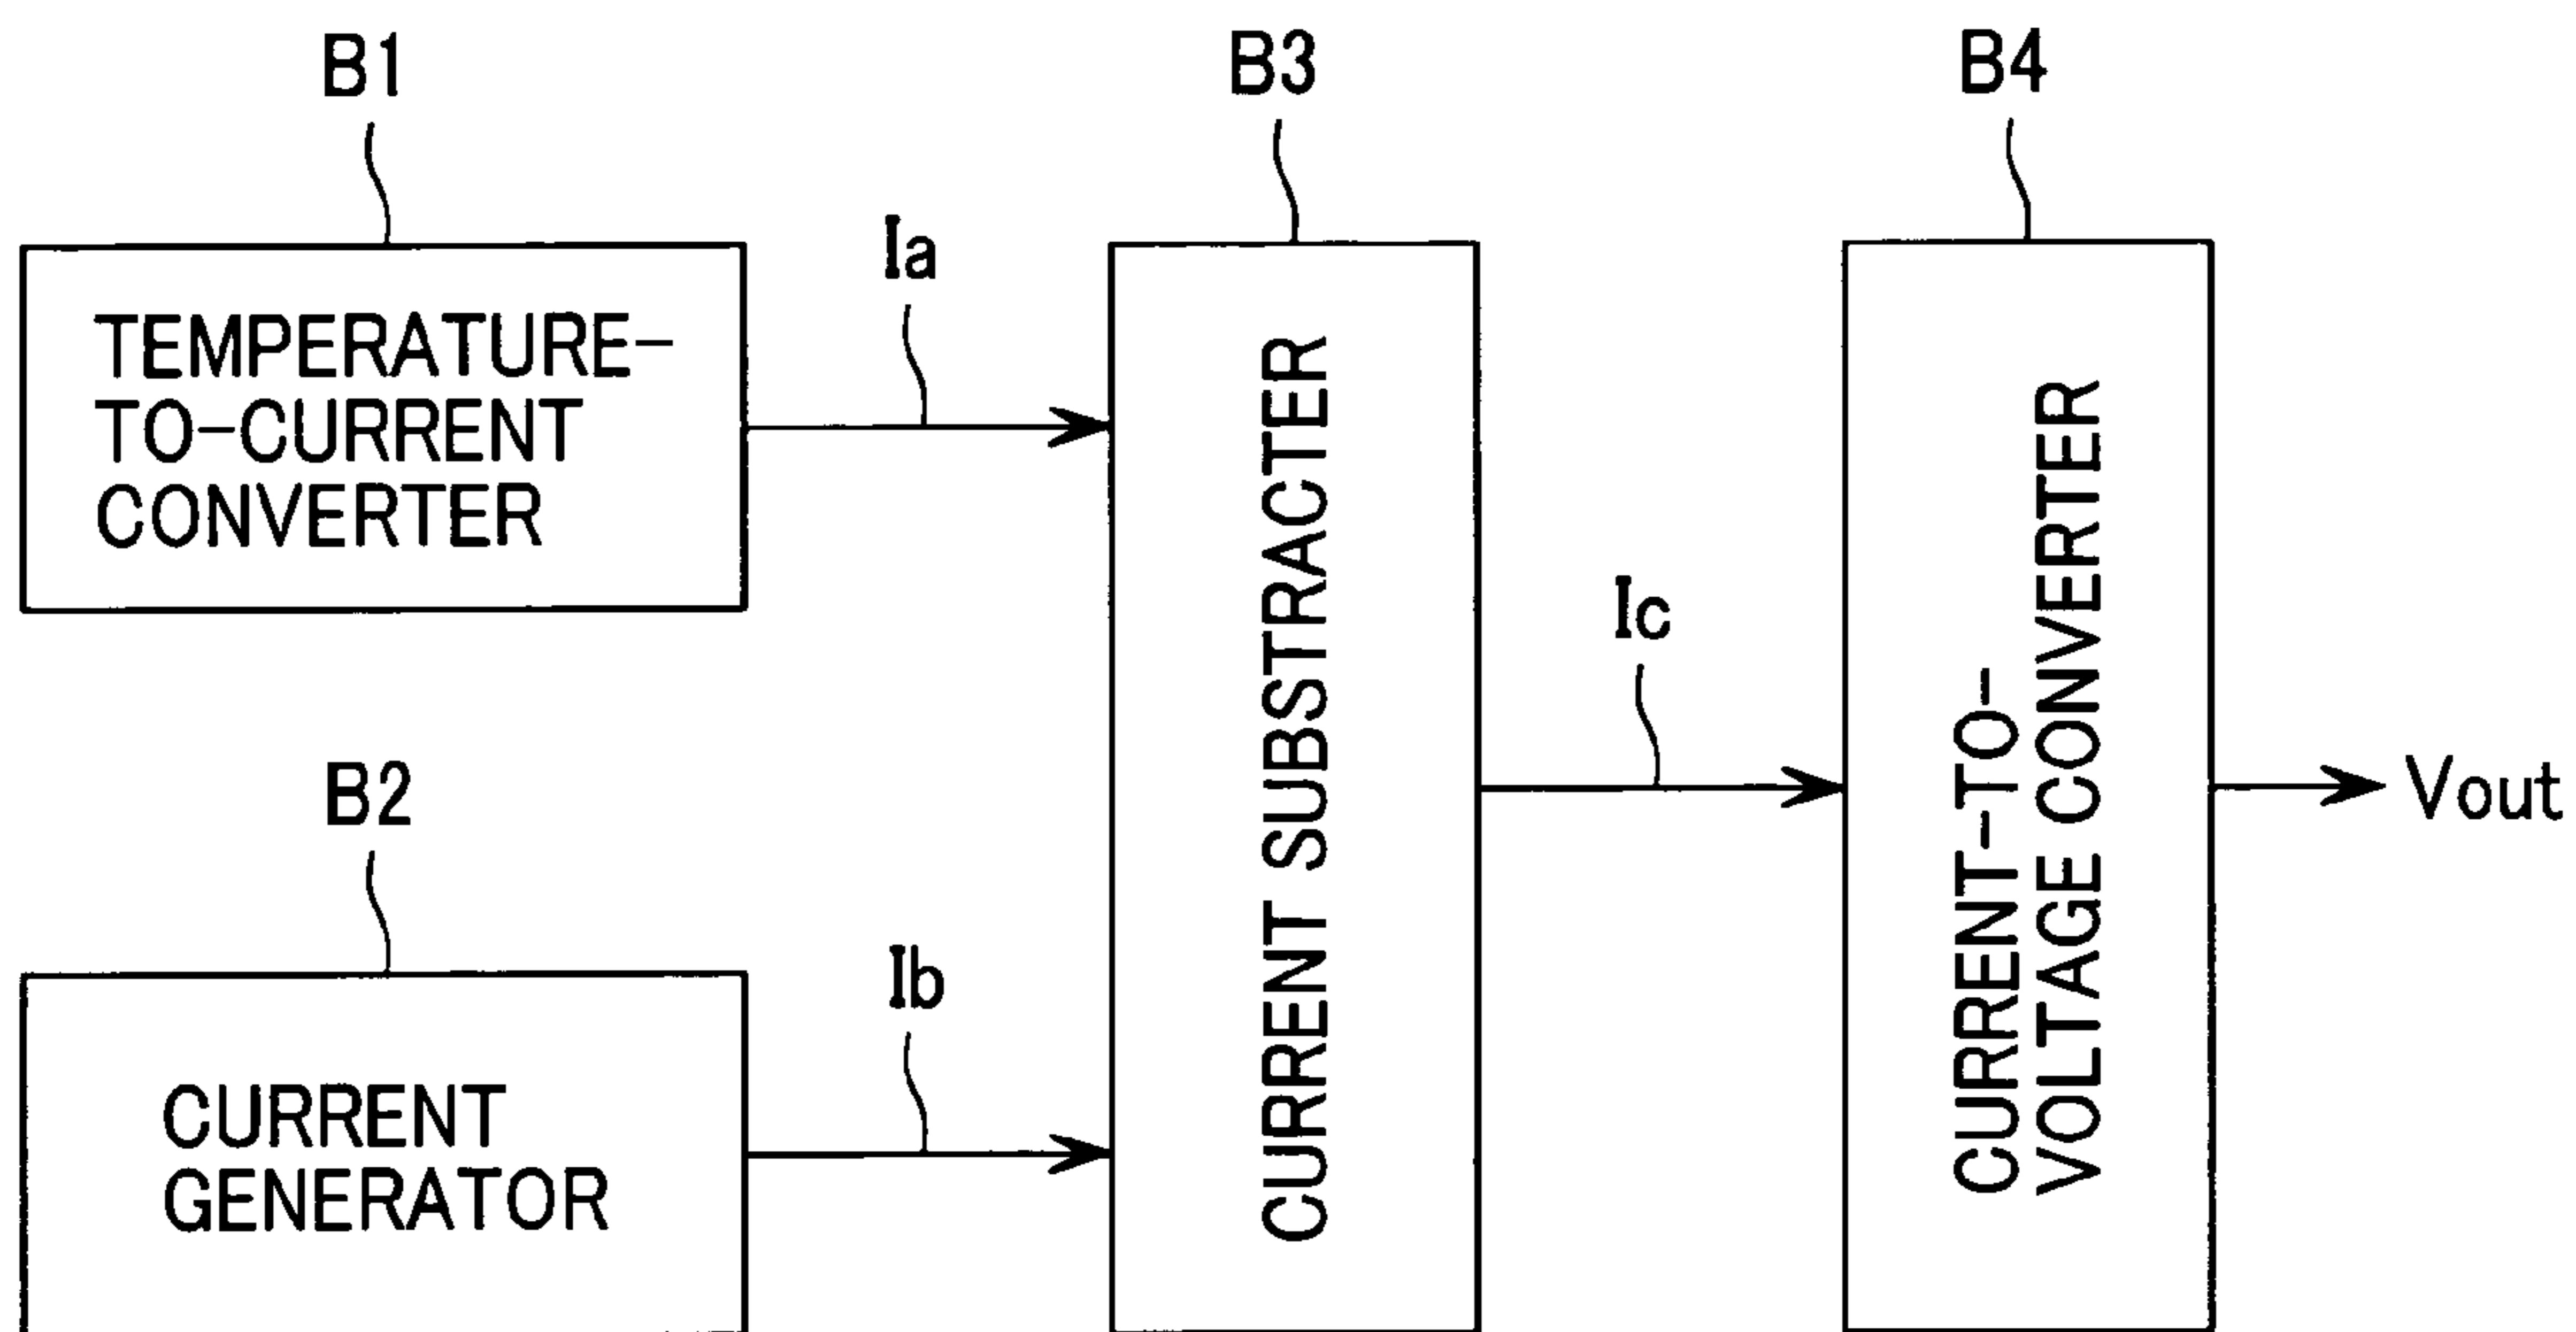 B1
B3
B4
Ia
TEMPERATURE-
TO-CURRENT
CONVERTER
CURRENT SUBSTRACTER
Ic
CURRENT-TO-
VOLTAGE CONVERTER
Vout
B2
Ib
CURRENT
GENERATOR